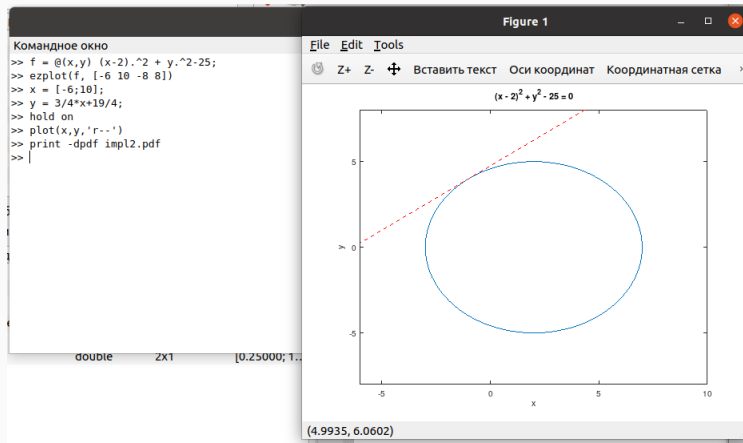 Командное окно
>> f = @(x,y) (x-2).^2 + y.^2-25;
>> ezplot(f, [-6 10 -8 8])
>> x = [-6;10];
>> y = 3/4*x+19/4;
>> hold on
>> plot(x,y,'r--')
>> print -dpdf impl2.pdf
>>
double 2x1 [0.25000; 1...
Figure 1
File Edit Tools
Z+ Z- Вставить текст Оси координат Координатная сетка
(x - 2)² + y² - 25 = 0
y
5
0
-5
-5 0 5 10
x
(4.9935, 6.0602)